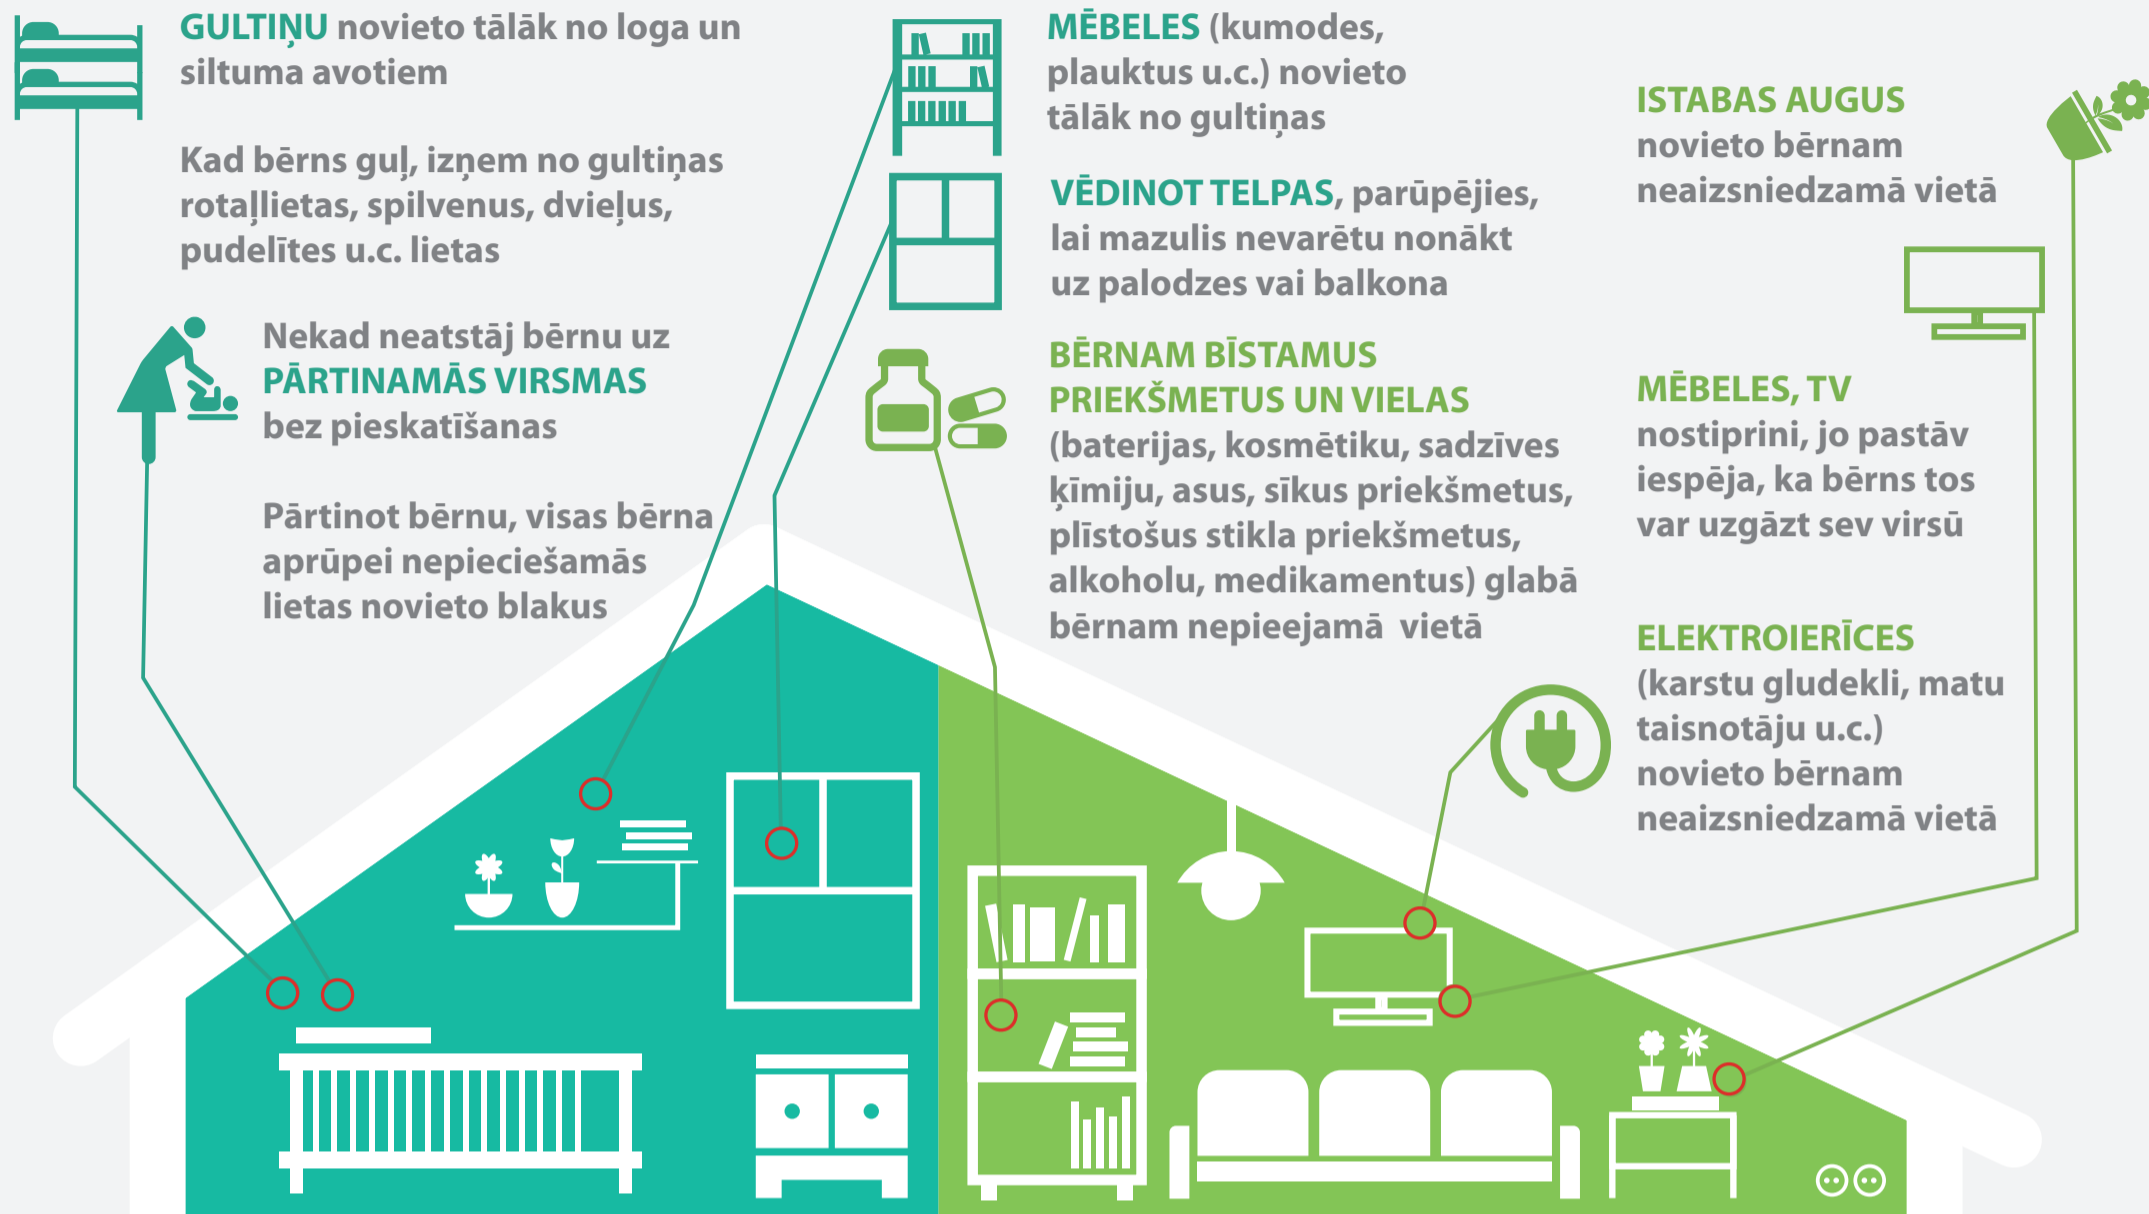 GULTIŅU novieto tālāk no loga un
siltuma avotiem
Kad bērns guļ, izņem no gultiņas
rotaļlietas, spilvenus, dvieļus,
pudelītes u.c. lietas
Nekad neatstāj bērnu uz
PĀRTINAMĀS VIRSMAS
bez pieskatīšanas
Pārtinot bērnu, visas bērna
aprūpei nepieciešamās
lietas novieto blakus
MĒBELES (kumodes,
plauktus u.c.) novieto
tālāk no gultiņas
VĒDINOT TELPAS, parūpējies,
lai mazulis nevarētu nonākt
uz palodzes vai balkona
BĒRNAM BĪSTAMUS
PRIEKŠMETUS UN VIELAS
(baterijas, kosmētiku, sadzīves
ķīmiju, asus, sīkus priekšmetus,
plīstošus stikla priekšmetus,
alkoholu, medikamentus) glabā
bērnam nepieejamā vietā
ISTABAS AUGUS
novieto bērnam
neaizsniedzamā vietā
MĒBELES, TV
nostiprini, jo pastāv
iespēja, ka bērns tos
var uzgāzt sev virsū
ELEKTROIERĪCES
(karstu gludekli, matu
taisnotāju u.c.)
novieto bērnam
neaizsniedzamā vietā